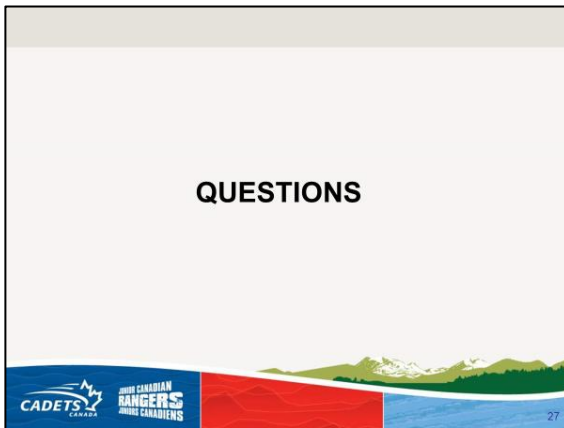 QUESTIONS
CADETS
CANADA
JUNIOR CANADIAN
RANGERS
JUNIORS CANADIENS
27